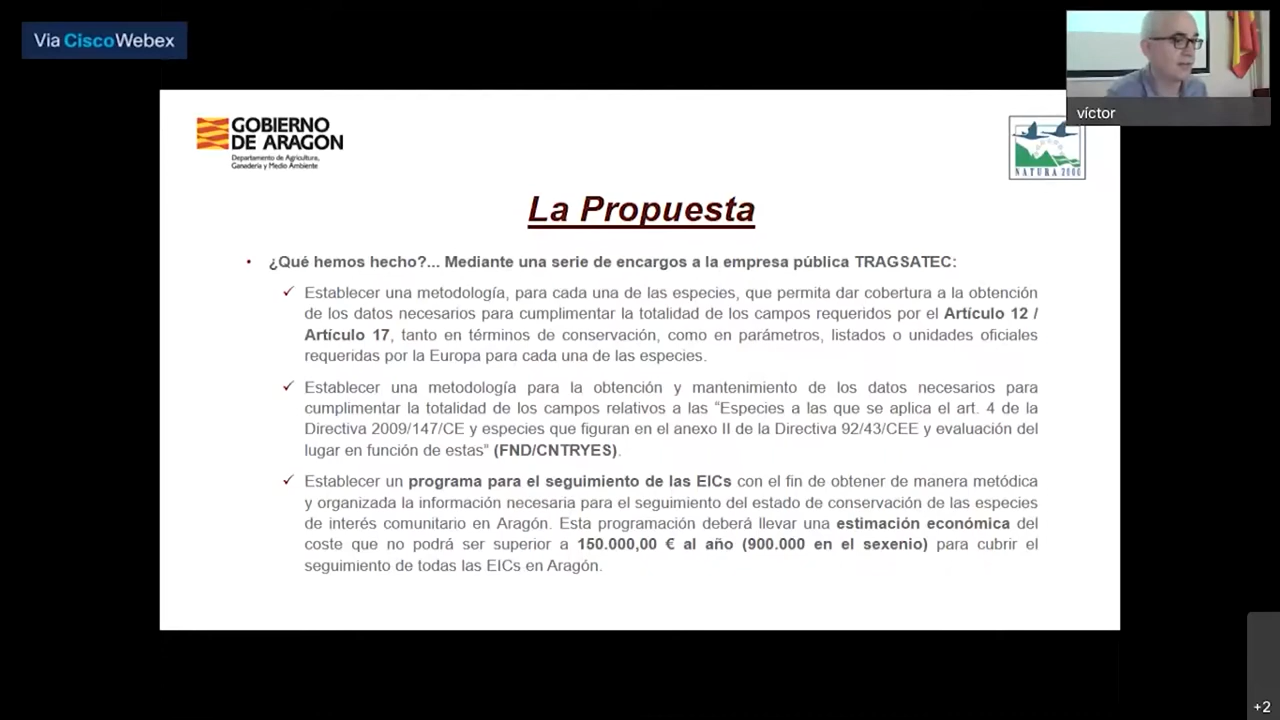 Vía CiscoWebex
víctor
GOBIERNO
DE ARAGON
Departamento de Agricultura,
Ganadería y Medio Ambiente
NATURA 2000
La Propuesta
• ¿Qué hemos hecho?... Mediante una serie de encargos a la empresa pública TRAGSATEC:
✓ Establecer una metodología, para cada una de las especies, que permita dar cobertura a la obtención
de los datos necesarios para cumplimentar la totalidad de los campos requeridos por el Artículo 12 /
Artículo 17, tanto en términos de conservación, como en parámetros, listados o unidades oficiales
requeridas por la Europa para cada una de las especies.
✓ Establecer una metodología para la obtención y mantenimiento de los datos necesarios para
cumplimentar la totalidad de los campos relativos a las “Especies a las que se aplica el art. 4 de la
Directiva 2009/147/CE y especies que figuran en el anexo II de la Directiva 92/43/CEE y evaluación del
lugar en función de estas“ (FND/CNTRYES).
✓ Establecer un programa para el seguimiento de las EICs con el fin de obtener de manera metódica
y organizada la información necesaria para el seguimiento del estado de conservación de las especies
de interés comunitario en Aragón. Esta programación deberá llevar una estimación económica del
coste que no podrá ser superior a 150.000,00 € al año (900.000 en el sexenio) para cubrir el
seguimiento de todas las EICs en Aragón.
+2